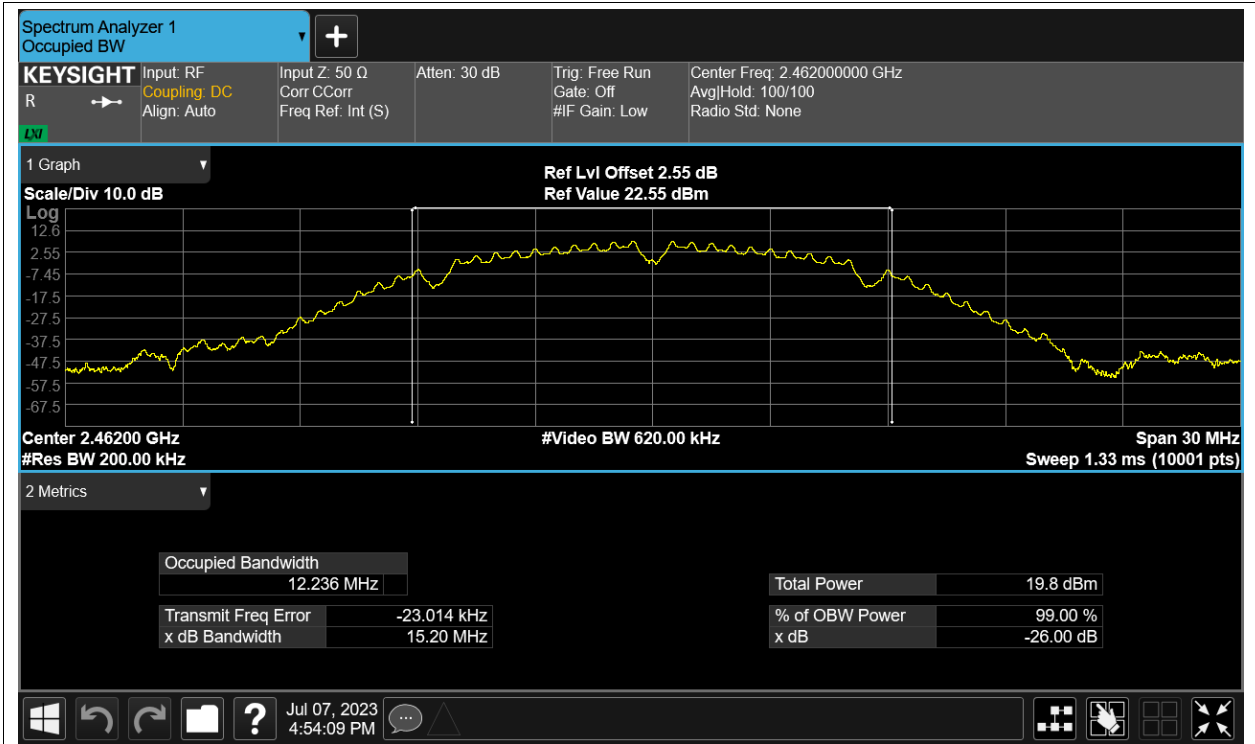 Spectrum Analyzer 1
Occupied BW
KEYSIGHT
R
LXI
Input: RF
Coupling: DC
Align: Auto
Input Z: 50 Ω
Corr CCorr
Freq Ref: Int (S)
Atten: 30 dB
Trig: Free Run
Gate: Off
#IF Gain: Low
Center Freq: 2.462000000 GHz
Avg|Hold: 100/100
Radio Std: None
1 Graph
Scale/Div 10.0 dB
Ref Lvl Offset 2.55 dB
Ref Value 22.55 dBm
Log
12.6
2.55
-7.45
-17.5
-27.5
-37.5
-47.5
-57.5
-67.5
Center 2.46200 GHz
#Video BW 620.00 kHz
Span 30 MHz
#Res BW 200.00 kHz
Sweep 1.33 ms (10001 pts)
2 Metrics
Occupied Bandwidth
12.236 MHz
Total Power 19.8 dBm
Transmit Freq Error -23.014 kHz
% of OBW Power 99.00 %
x dB Bandwidth 15.20 MHz
x dB -26.00 dB
?
Jul 07, 2023
4:54:09 PM